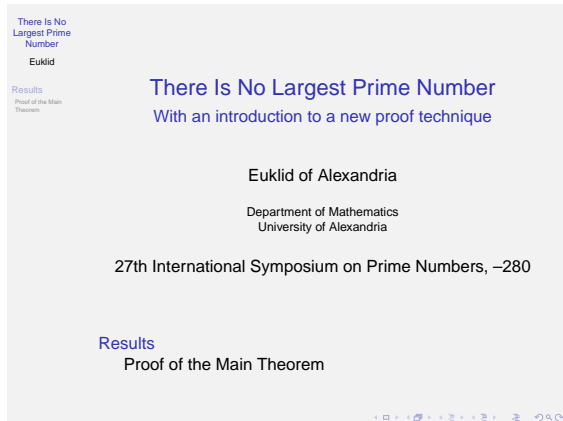 There Is No
Largest Prime
Number
Euklid
Results
Proof of the Main
Theorem
There Is No Largest Prime Number
With an introduction to a new proof technique
Euklid of Alexandria
Department of Mathematics
University of Alexandria
27th International Symposium on Prime Numbers, –280
Results
Proof of the Main Theorem